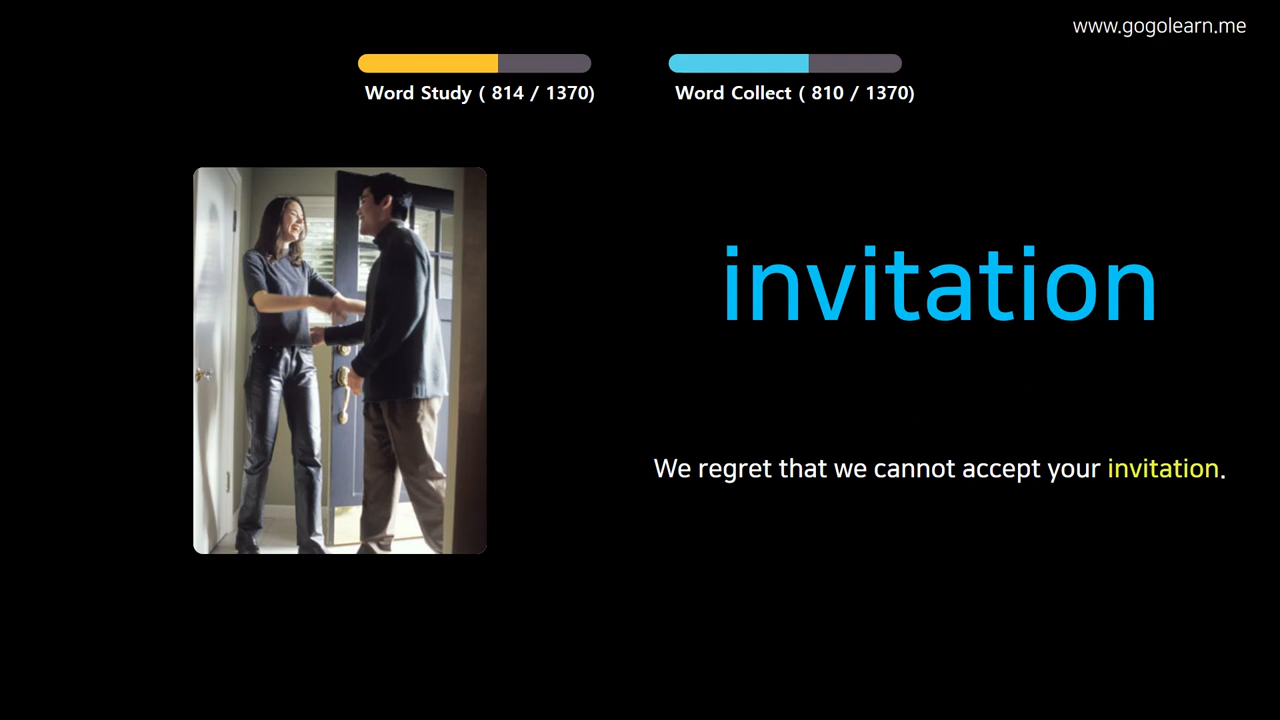 www.gogolearn.me
Word Study ( 814 / 1370)
Word Collect ( 810 / 1370)
invitation
We regret that we cannot accept your invitation.